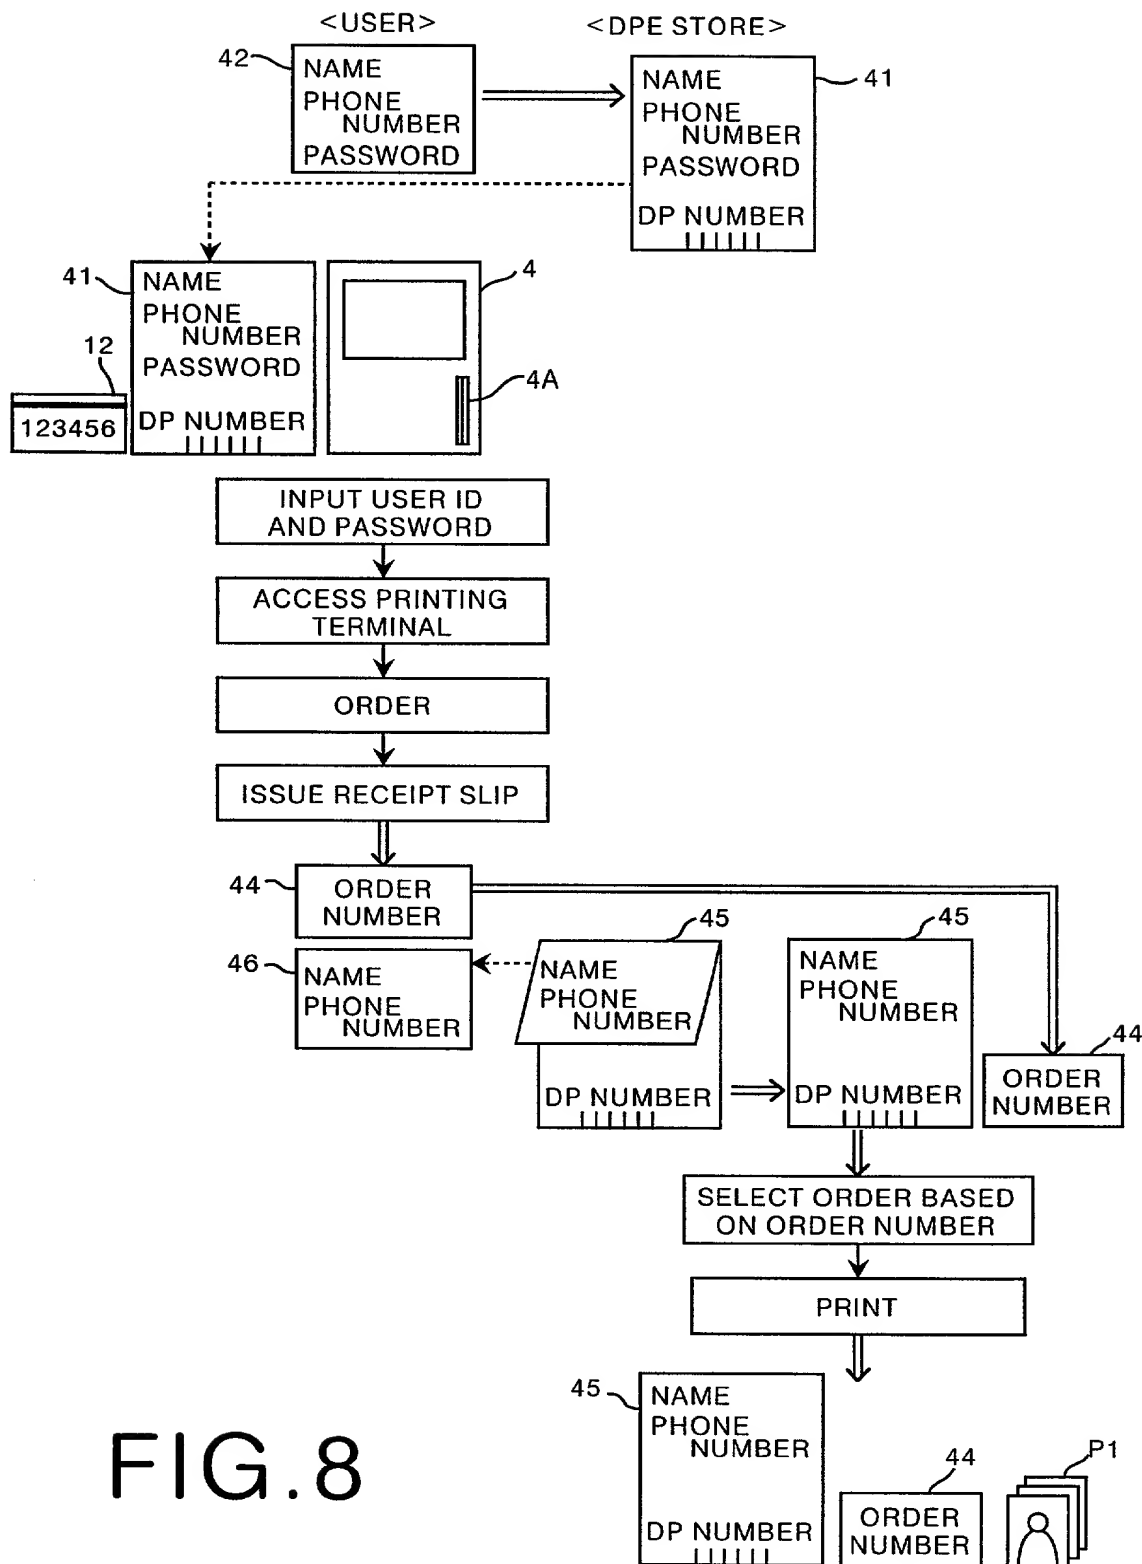 <USER>
<DPE STORE>
42
NAME
PHONE
NUMBER
PASSWORD
41
NAME
PHONE
NUMBER
PASSWORD
DP NUMBER
41
NAME
PHONE
NUMBER
PASSWORD
DP NUMBER
12
123456
4
4A
INPUT USER ID
AND PASSWORD
ACCESS PRINTING
TERMINAL
ORDER
ISSUE RECEIPT SLIP
44
ORDER
NUMBER
46
NAME
PHONE
NUMBER
45
NAME
PHONE
NUMBER
DP NUMBER
45
NAME
PHONE
NUMBER
DP NUMBER
44
ORDER
NUMBER
SELECT ORDER BASED
ON ORDER NUMBER
PRINT
45
NAME
PHONE
NUMBER
DP NUMBER
44
ORDER
NUMBER
P1
FIG.8